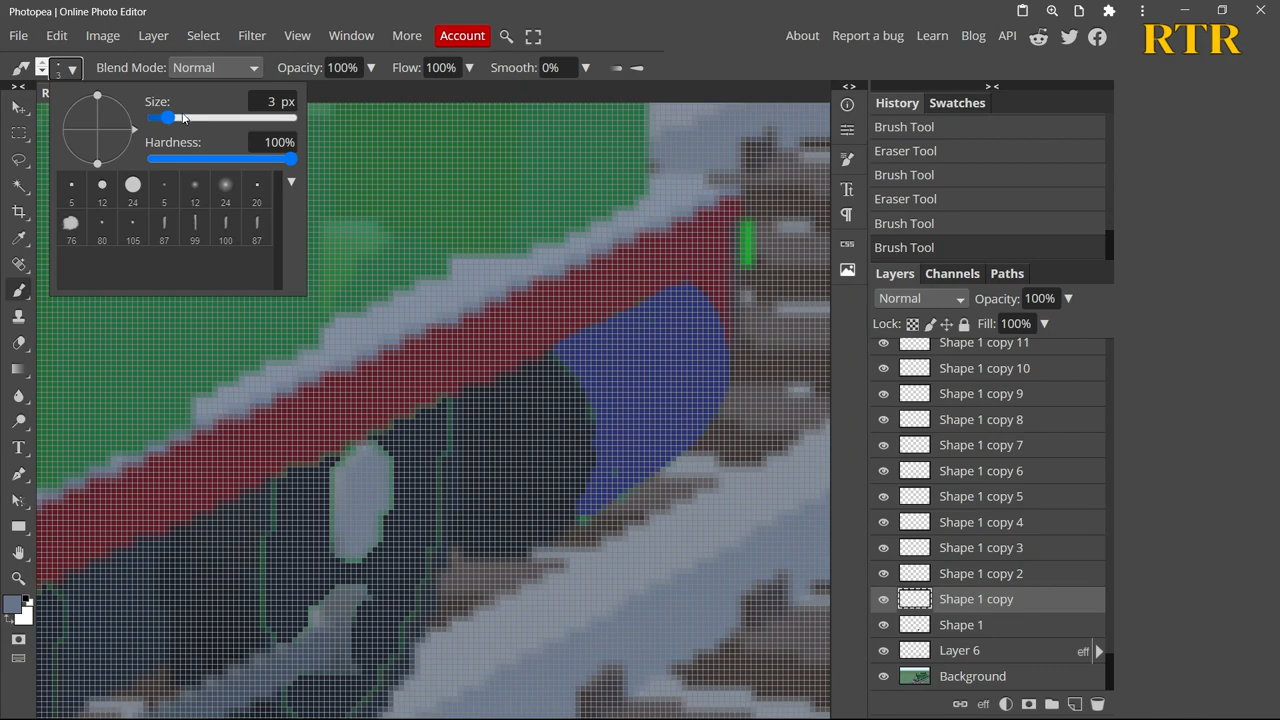 Photopea | Online Photo Editor
File Edit Image Layer Select Filter View Window More Account About Report a bug Learn Blog API
RTR
3 Blend Mode: Normal Opacity: 100% Flow: 100% Smooth: 0%
> < < > > <
R
Size: 3 px
Hardness: 100%
5 12 24 5 12 24 20
76 80 105 87 99 100 87
CSS
History Swatches
Brush Tool
Eraser Tool
Brush Tool
Eraser Tool
Brush Tool
Brush Tool
Layers Channels Paths
Normal Opacity: 100%
Lock: Fill: 100%
Shape 1 copy 11
Shape 1 copy 10
Shape 1 copy 9
Shape 1 copy 8
Shape 1 copy 7
Shape 1 copy 6
Shape 1 copy 5
Shape 1 copy 4
Shape 1 copy 3
Shape 1 copy 2
Shape 1 copy
Shape 1
Layer 6 eff
Background
eff